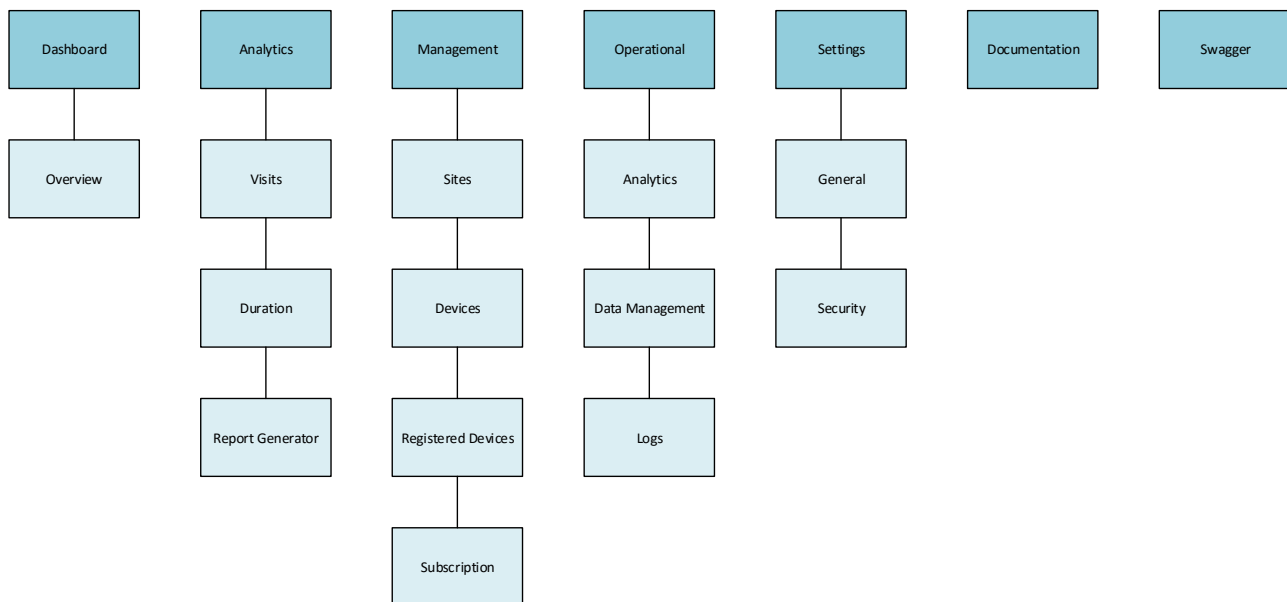 Dashboard
Analytics
Management
Operational
Settings
Documentation
Swagger
Overview
Visits
Sites
Analytics
General
Duration
Devices
Data Management
Security
Report Generator
Registered Devices
Logs
Subscription